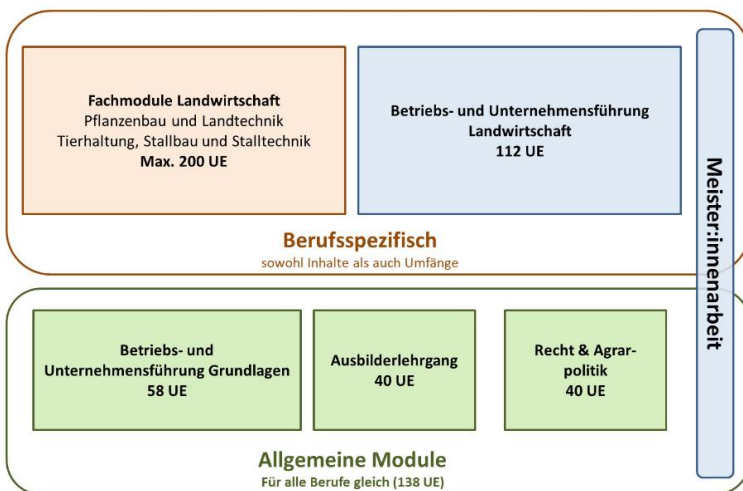 Fachmodule Landwirtschaft
Pflanzenbau und Landtechnik
Tierhaltung, Stallbau und Stalltechnik
Max. 200 UE
Betriebs- und Unternehmensführung
Landwirtschaft
112 UE
Berufsspezifisch
sowohl Inhalte als auch Umfänge
Meister:innenarbeit
Betriebs- und
Unternehmensführung Grundlagen
58 UE
Ausbilderlehrgang
40 UE
Recht & Agrar-
politik
40 UE
Allgemeine Module
Für alle Berufe gleich (138 UE)